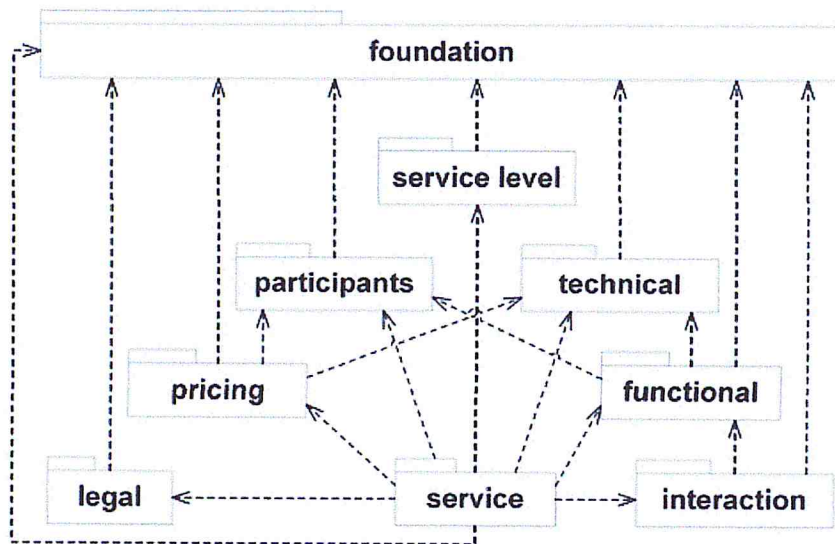 foundation
service level
participants
technical
pricing
functional
legal
service
interaction